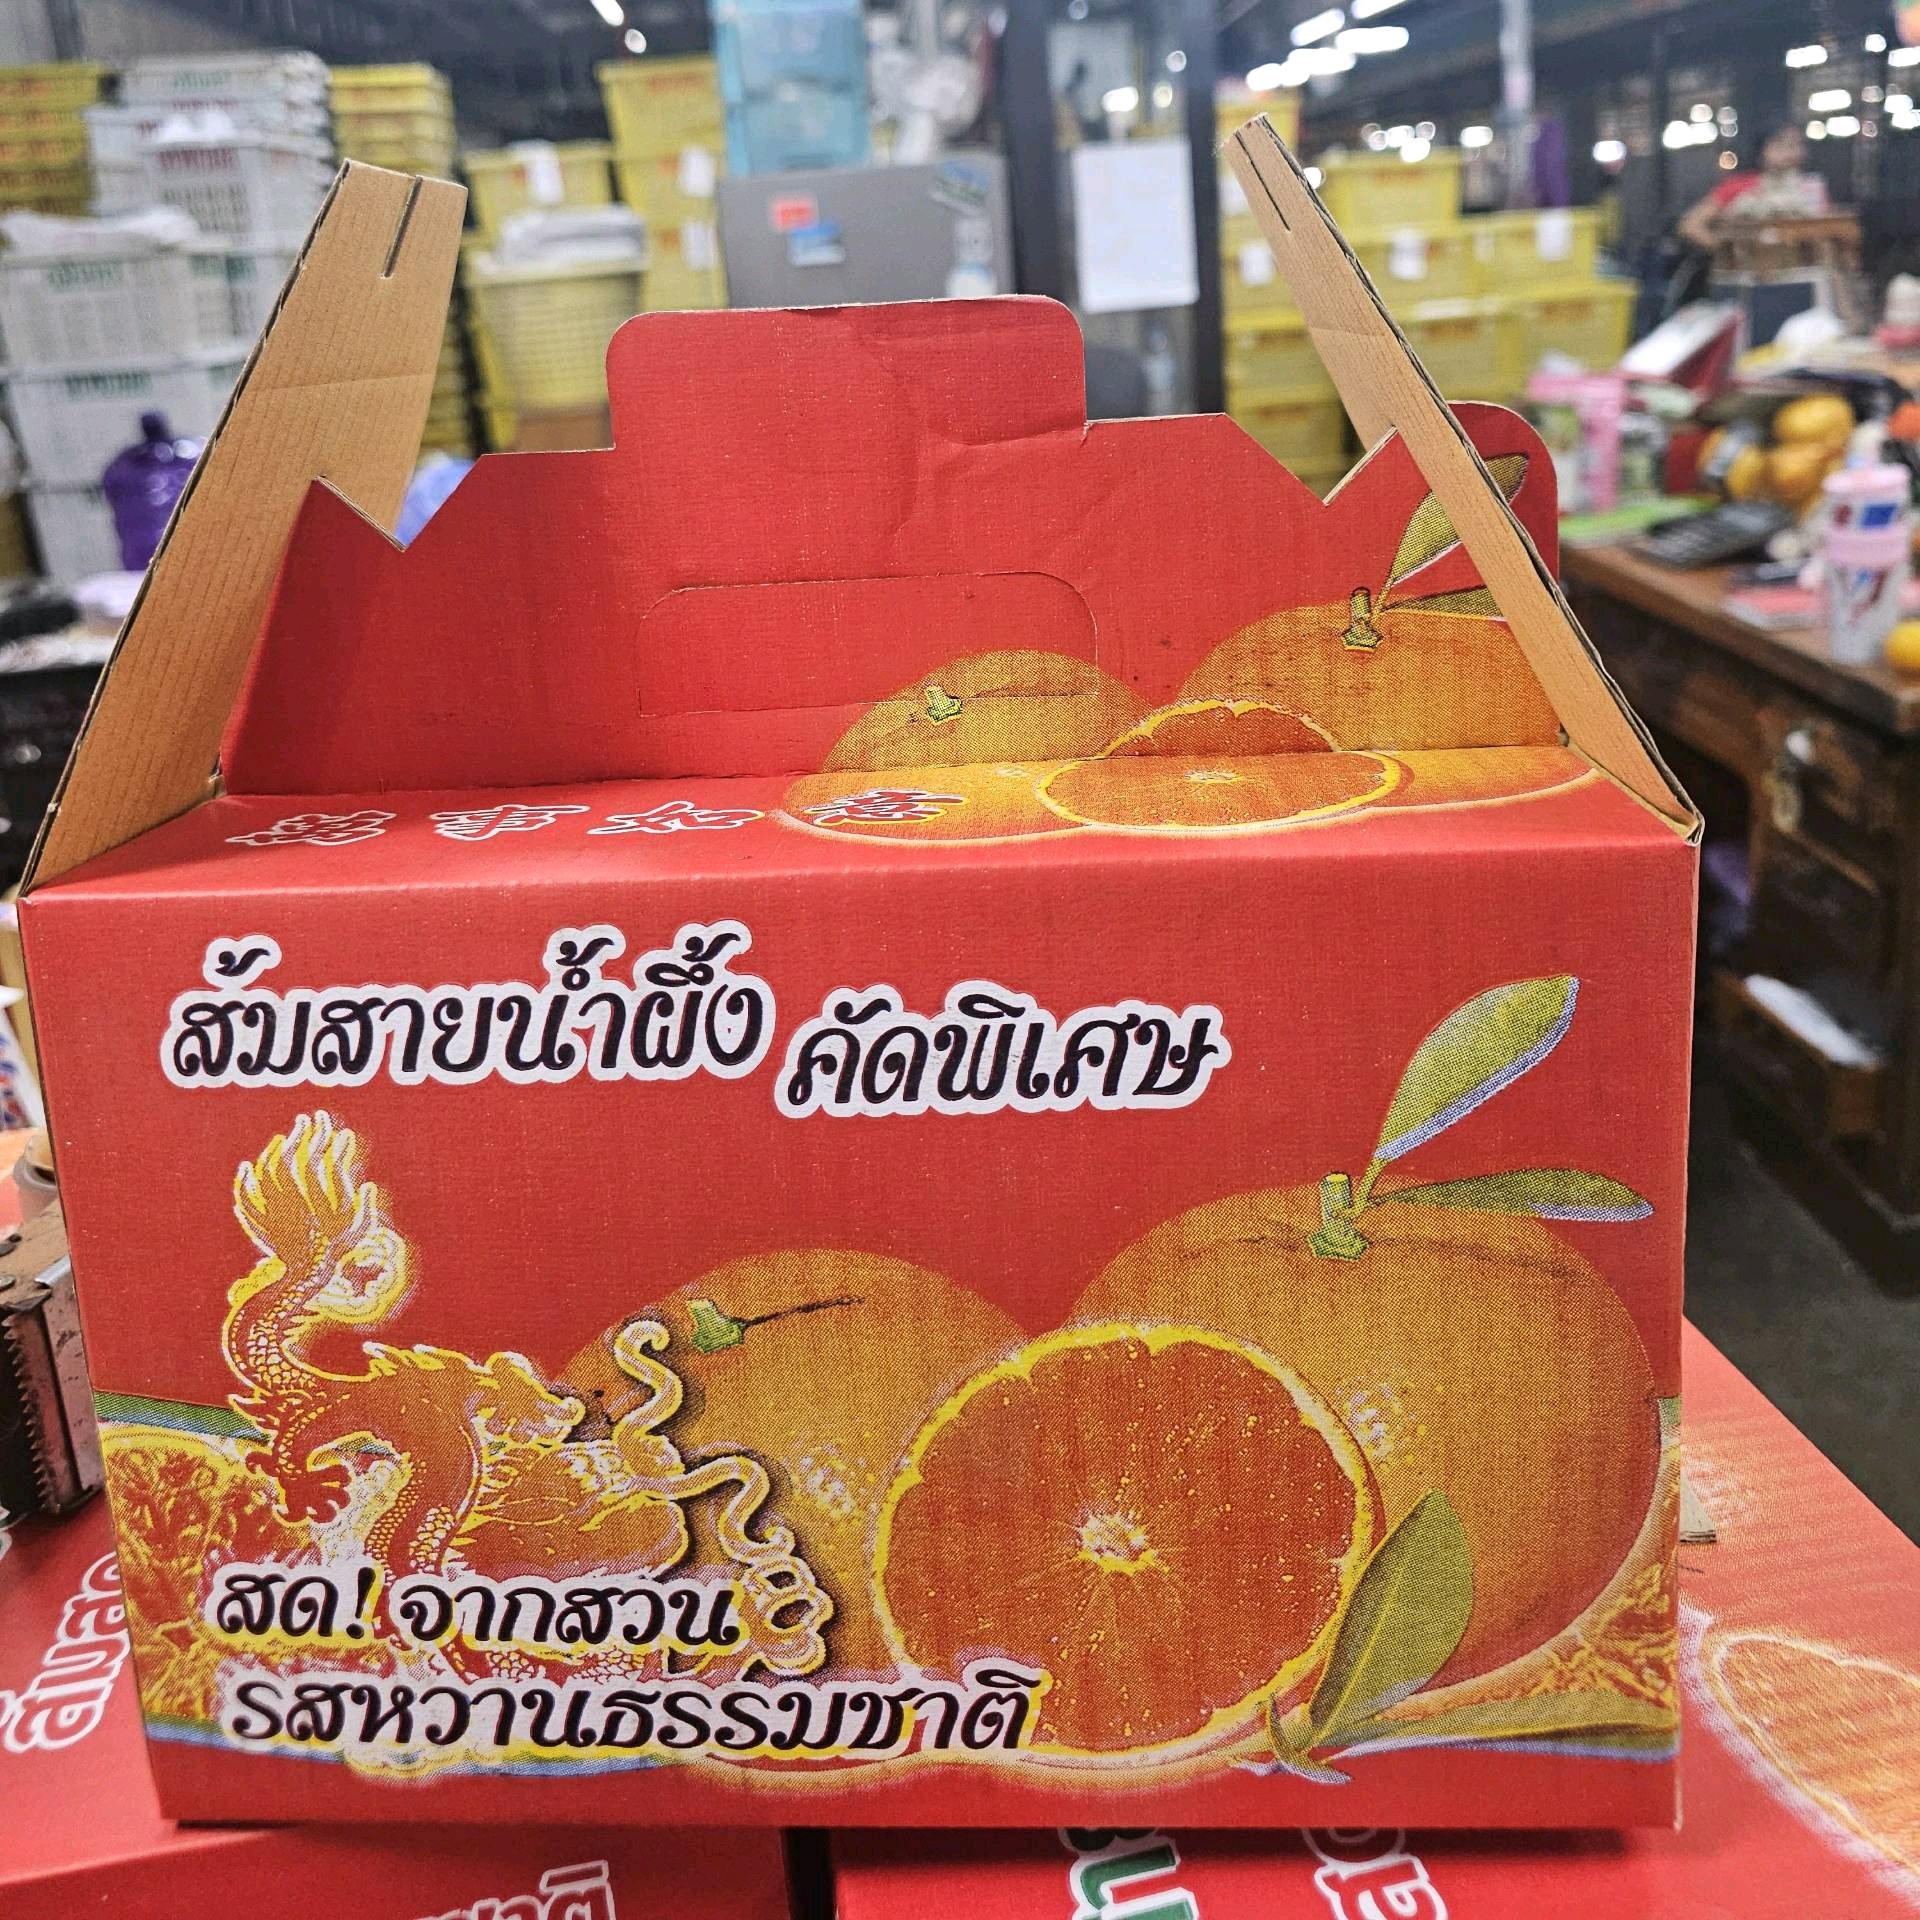 ส้มสายน้ำผึ้ง คัดพิเศษ
สด! จากสวน
รสหวานธรรมชาติ